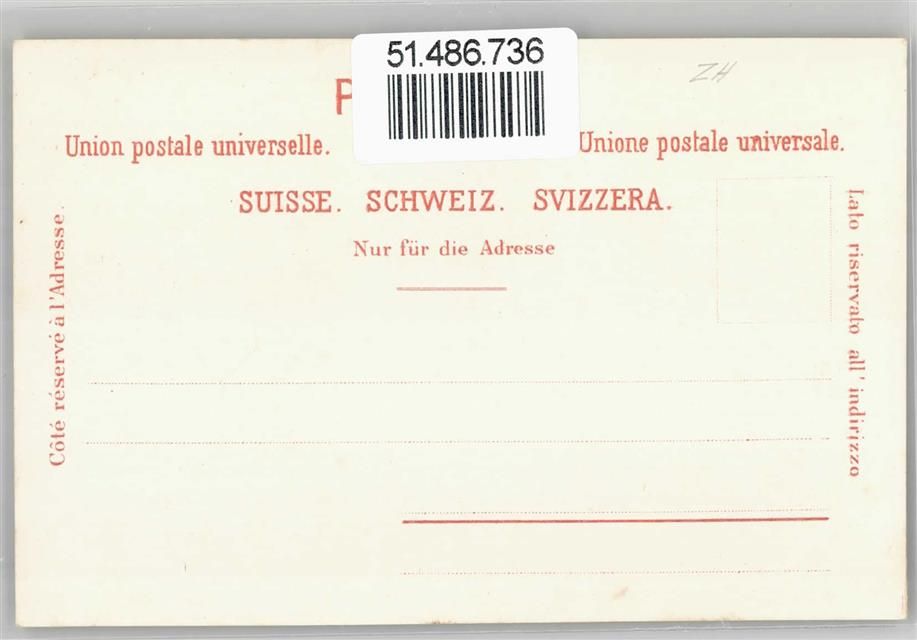 51.486.736
ZH
P
Union postale universelle.
Unione postale universale.
SUISSE. SCHWEIZ. SVIZZERA.
Nur für die Adresse
Côté réservé à l'Adresse.
Lato riservato all' indirizzo